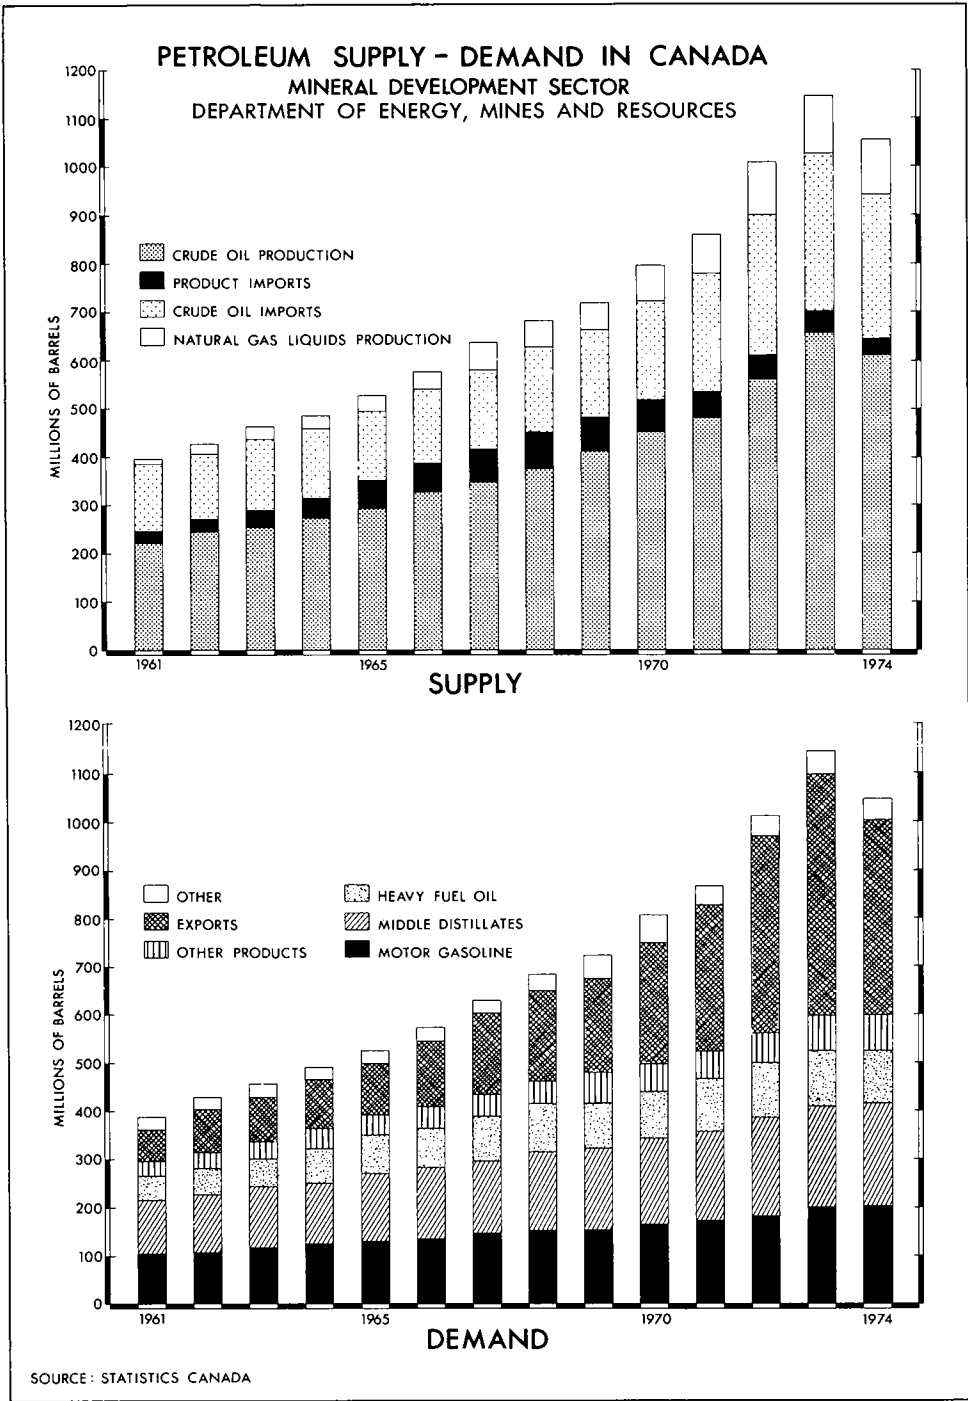 PETROLEUM SUPPLY – DEMAND IN CANADA
MINERAL DEVELOPMENT SECTOR
DEPARTMENT OF ENERGY, MINES AND RESOURCES
1200
1100
1000
900
800
700
600
500
400
300
200
100
0
MILLIONS OF BARRELS
CRUDE OIL PRODUCTION
PRODUCT IMPORTS
CRUDE OIL IMPORTS
NATURAL GAS LIQUIDS PRODUCTION
1961 1965 1970 1974
SUPPLY
1200
1100
1000
900
800
700
600
500
400
300
200
100
0
MILLIONS OF BARRELS
OTHER
EXPORTS
OTHER PRODUCTS
HEAVY FUEL OIL
MIDDLE DISTILLATES
MOTOR GASOLINE
1961 1965 1970 1974
DEMAND
SOURCE: STATISTICS CANADA